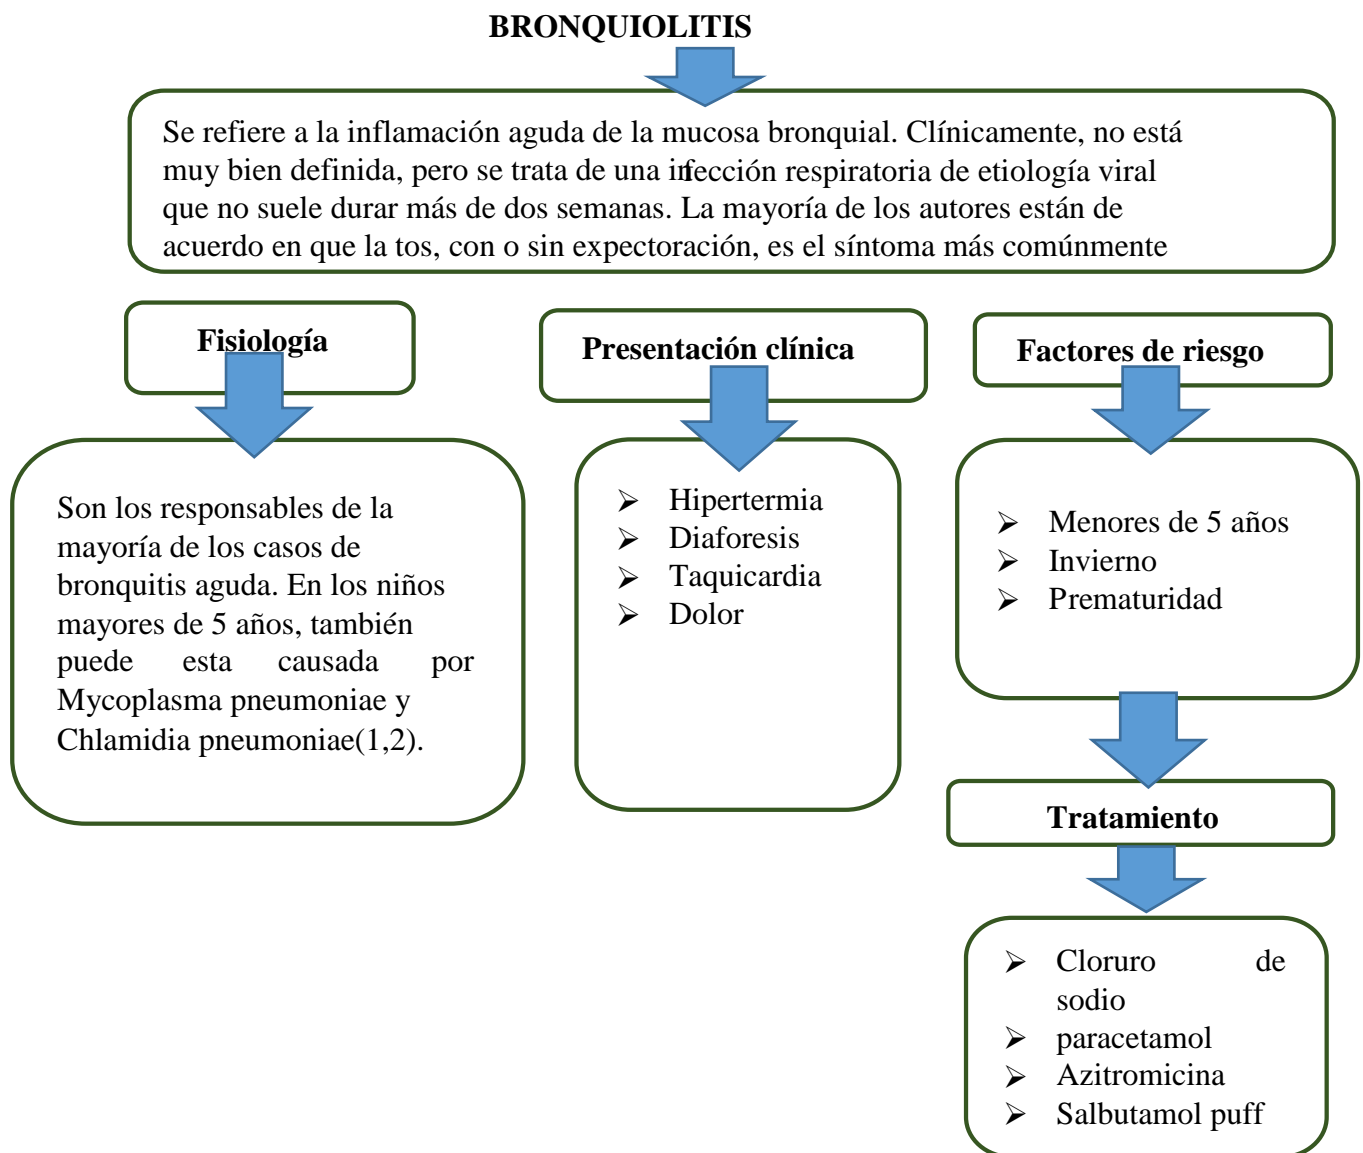 BRONQUIOLITIS
Se refiere a la inflamación aguda de la mucosa bronquial. Clínicamente, no está
muy bien definida, pero se trata de una infección respiratoria de etiología viral
que no suele durar más de dos semanas. La mayoría de los autores están de
acuerdo en que la tos, con o sin expectoración, es el síntoma más comúnmente
Fisiología
Son los responsables de la
mayoría de los casos de
bronquitis aguda. En los niños
mayores de 5 años, también
puede esta causada por
Mycoplasma pneumoniae y
Chlamidia pneumoniae(1,2).
Presentación clínica
➢ Hipertermia
➢ Diaforesis
➢ Taquicardia
➢ Dolor
Factores de riesgo
➢ Menores de 5 años
➢ Invierno
➢ Prematuridad
Tratamiento
➢ Cloruro de
sodio
➢ paracetamol
➢ Azitromicina
➢ Salbutamol puff